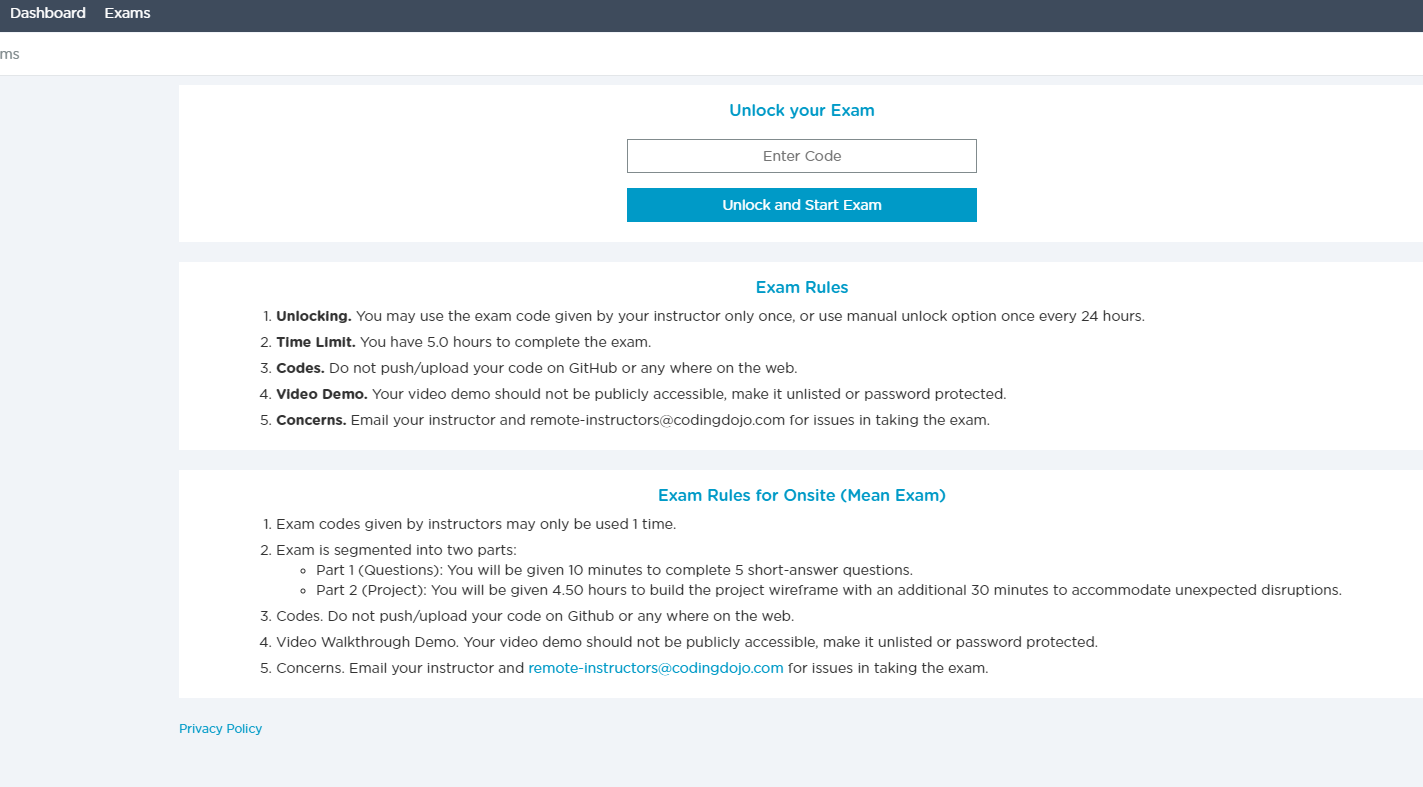 Dashboard Exams
ms
Unlock your Exam
Enter Code
Unlock and Start Exam
Exam Rules
1. Unlocking. You may use the exam code given by your instructor only once, or use manual unlock option once every 24 hours.
2. Time Limit. You have 5.0 hours to complete the exam.
3. Codes. Do not push/upload your code on GitHub or any where on the web.
4. Video Demo. Your video demo should not be publicly accessible, make it unlisted or password protected.
5. Concerns. Email your instructor and remote-instructors@codingdojo.com for issues in taking the exam.
Exam Rules for Onsite (Mean Exam)
1. Exam codes given by instructors may only be used 1 time.
2. Exam is segmented into two parts:
Part 1 (Questions): You will be given 10 minutes to complete 5 short-answer questions.
Part 2 (Project): You will be given 4.50 hours to build the project wireframe with an additional 30 minutes to accommodate unexpected disruptions.
3. Codes. Do not push/upload your code on Github or any where on the web.
4. Video Walkthrough Demo. Your video demo should not be publicly accessible, make it unlisted or password protected.
5. Concerns. Email your instructor and remote-instructors@codingdojo.com for issues in taking the exam.
Privacy Policy